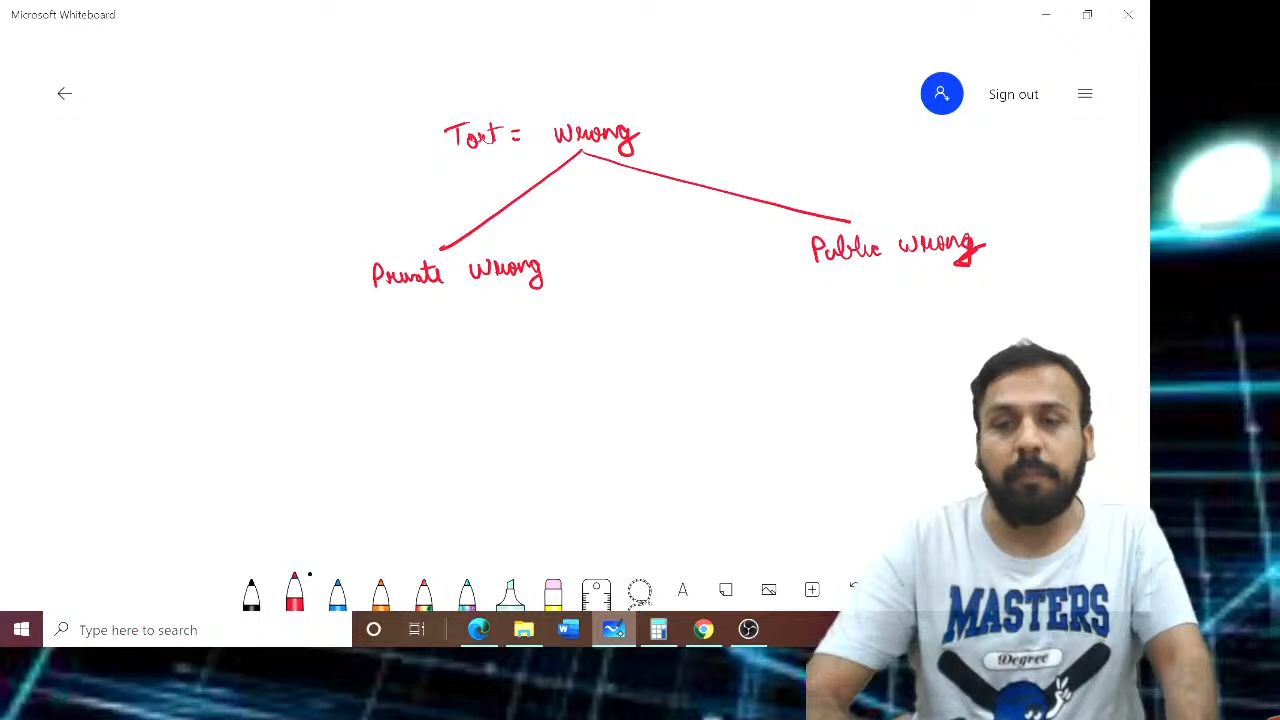 Microsoft Whiteboard
Sign out
Tort = wrong
Private wrong
Public wrong
A
Type here to search
MASTERS
Degree